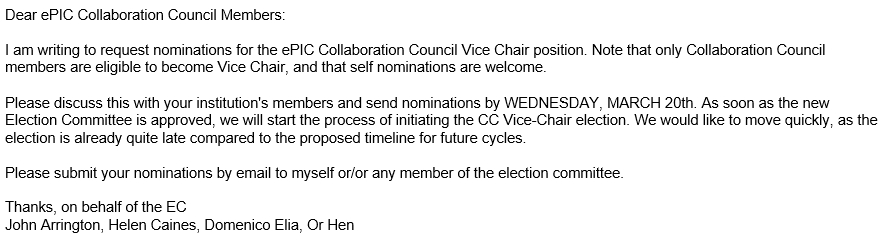 Dear ePIC Collaboration Council Members:
I am writing to request nominations for the ePIC Collaboration Council Vice Chair position. Note that only Collaboration Council
members are eligible to become Vice Chair, and that self nominations are welcome.
Please discuss this with your institution's members and send nominations by WEDNESDAY, MARCH 20th. As soon as the new
Election Committee is approved, we will start the process of initiating the CC Vice-Chair election. We would like to move quickly, as the
election is already quite late compared to the proposed timeline for future cycles.
Please submit your nominations by email to myself or/or any member of the election committee.
Thanks, on behalf of the EC
John Arrington, Helen Caines, Domenico Elia, Or Hen